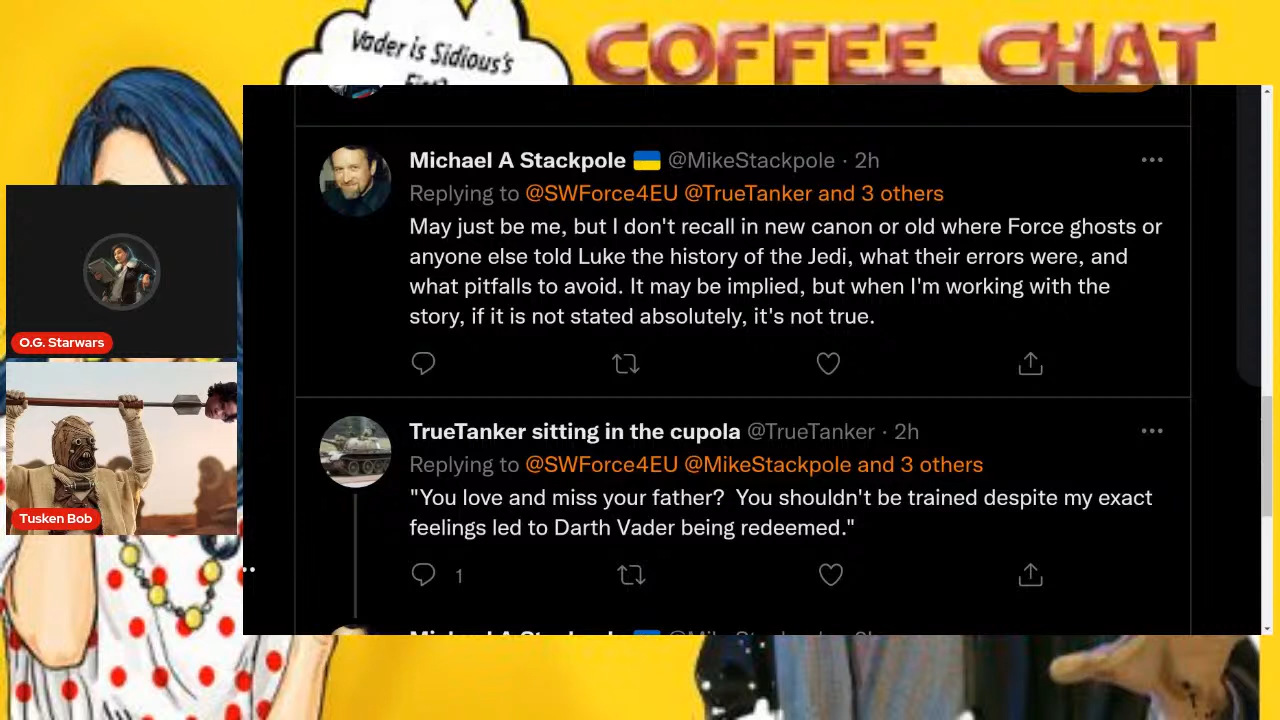 Vader is Sidious's
COFFEE CHAT
Michael A Stackpole @MikeStackpole · 2h
Replying to @SWForce4EU @TrueTanker and 3 others
May just be me, but I don't recall in new canon or old where Force ghosts or
anyone else told Luke the history of the Jedi, what their errors were, and
what pitfalls to avoid. It may be implied, but when I'm working with the
story, if it is not stated absolutely, it's not true.
O.G. Starwars
TrueTanker sitting in the cupola @TrueTanker · 2h
Replying to @SWForce4EU @MikeStackpole and 3 others
"You love and miss your father? You shouldn't be trained despite my exact
feelings led to Darth Vader being redeemed."
1
Tusken Bob